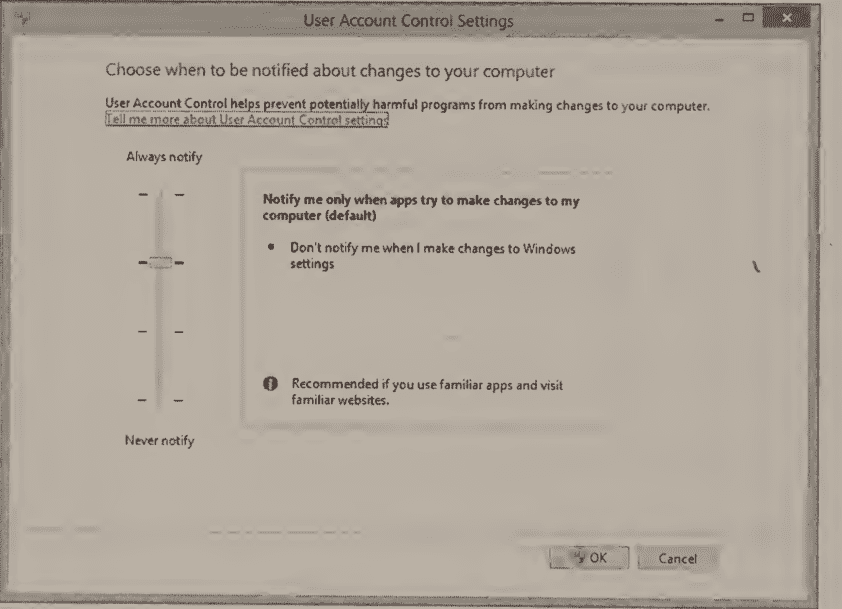 User Account Control Settings
Choose when to be notified about changes to your computer
User Account Control helps prevent potentially harmful programs from making changes to your computer.
Tell me more about User Account Control settings
Always notify
Notify me only when apps try to make changes to my
computer (default)
• Don't notify me when I make changes to Windows
settings
Recommended if you use familiar apps and visit
familiar websites.
Never notify
OK
Cancel